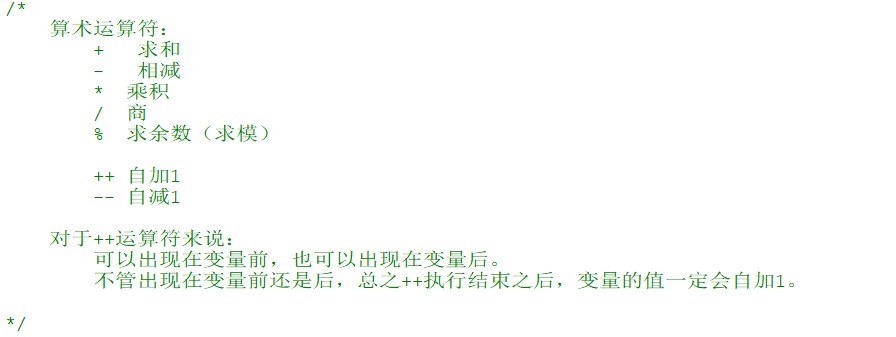 /*
算术运算符：
+   求和
-   相减
*  乘积
/  商
%  求余数（求模）
++ 自加1
-- 自减1
对于++运算符来说：
可以出现在变量前，也可以出现在变量后。
不管出现在变量前还是后，总之++执行结束之后，变量的值一定会自加1。
*/